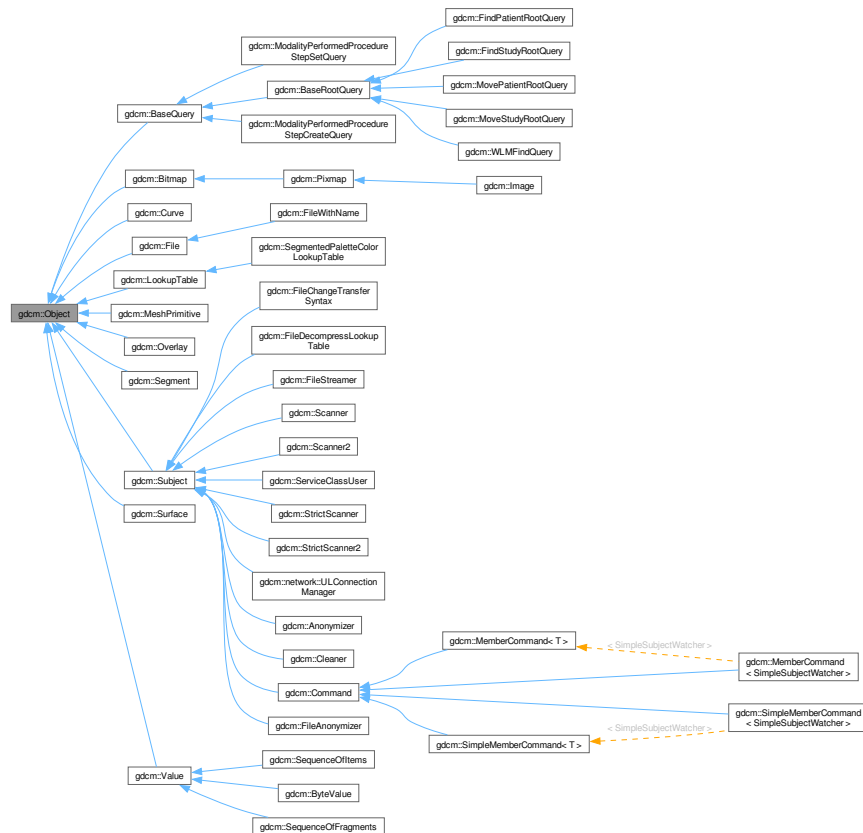 gdcm::FindPatientRootQuery
gdcm::ModalityPerformedProcedure
StepSetQuery
gdcm::FindStudyRootQuery
gdcm::BaseRootQuery
gdcm::MovePatientRootQuery
gdcm::BaseQuery
gdcm::MoveStudyRootQuery
gdcm::ModalityPerformedProcedure
StepCreateQuery
gdcm::WLMFindQuery
gdcm::Bitmap
gdcm::Pixmap
gdcm::Image
gdcm::Curve
gdcm::FileWithName
gdcm::File
gdcm::SegmentedPaletteColor
LookupTable
gdcm::LookupTable
gdcm::FileChangeTransfer
Syntax
gdcm::Object
gdcm::MeshPrimitive
gdcm::FileDecompressLookup
Table
gdcm::Overlay
gdcm::Segment
gdcm::FileStreamer
gdcm::Scanner
gdcm::Scanner2
gdcm::Subject
gdcm::ServiceClassUser
gdcm::Surface
gdcm::StrictScanner
gdcm::StrictScanner2
gdcm::network::ULConnection
Manager
gdcm::Anonymizer
gdcm::MemberCommand< T >
< SimpleSubjectWatcher >
gdcm::Cleaner
gdcm::MemberCommand
< SimpleSubjectWatcher >
gdcm::Command
gdcm::SimpleMemberCommand
< SimpleSubjectWatcher >
gdcm::FileAnonymizer
< SimpleSubjectWatcher >
gdcm::SimpleMemberCommand< T >
gdcm::SequenceOfItems
gdcm::Value
gdcm::ByteValue
gdcm::SequenceOfFragments